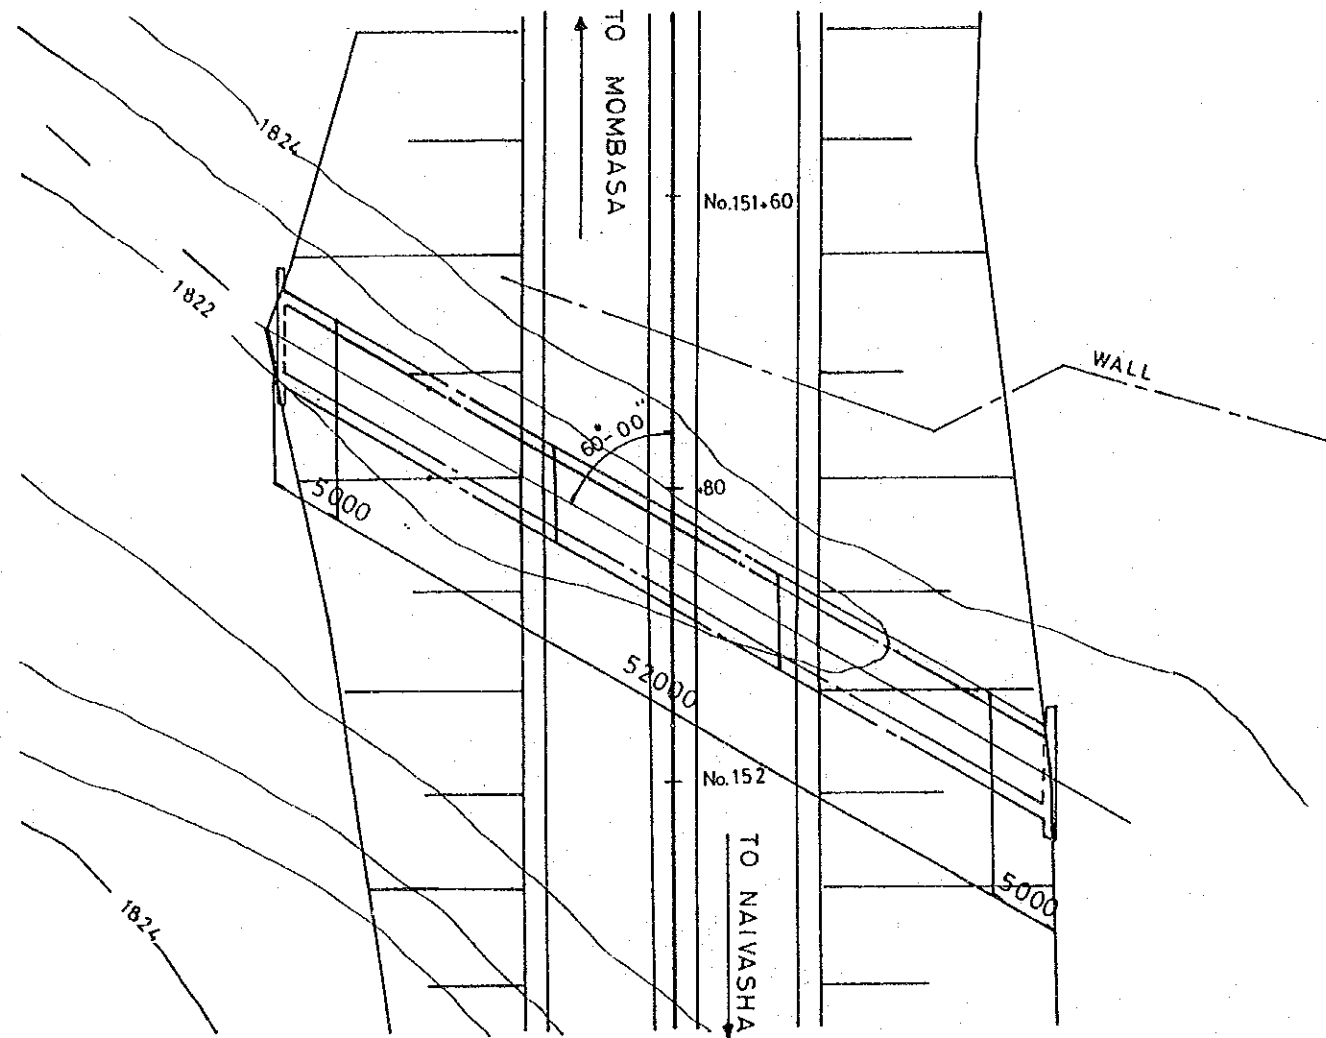 TO MOMBASA
1824
No.151+60
1822
WALL
60°-00"
5000
+80
52000
No.152
TO NAIVASHA
5000
1824